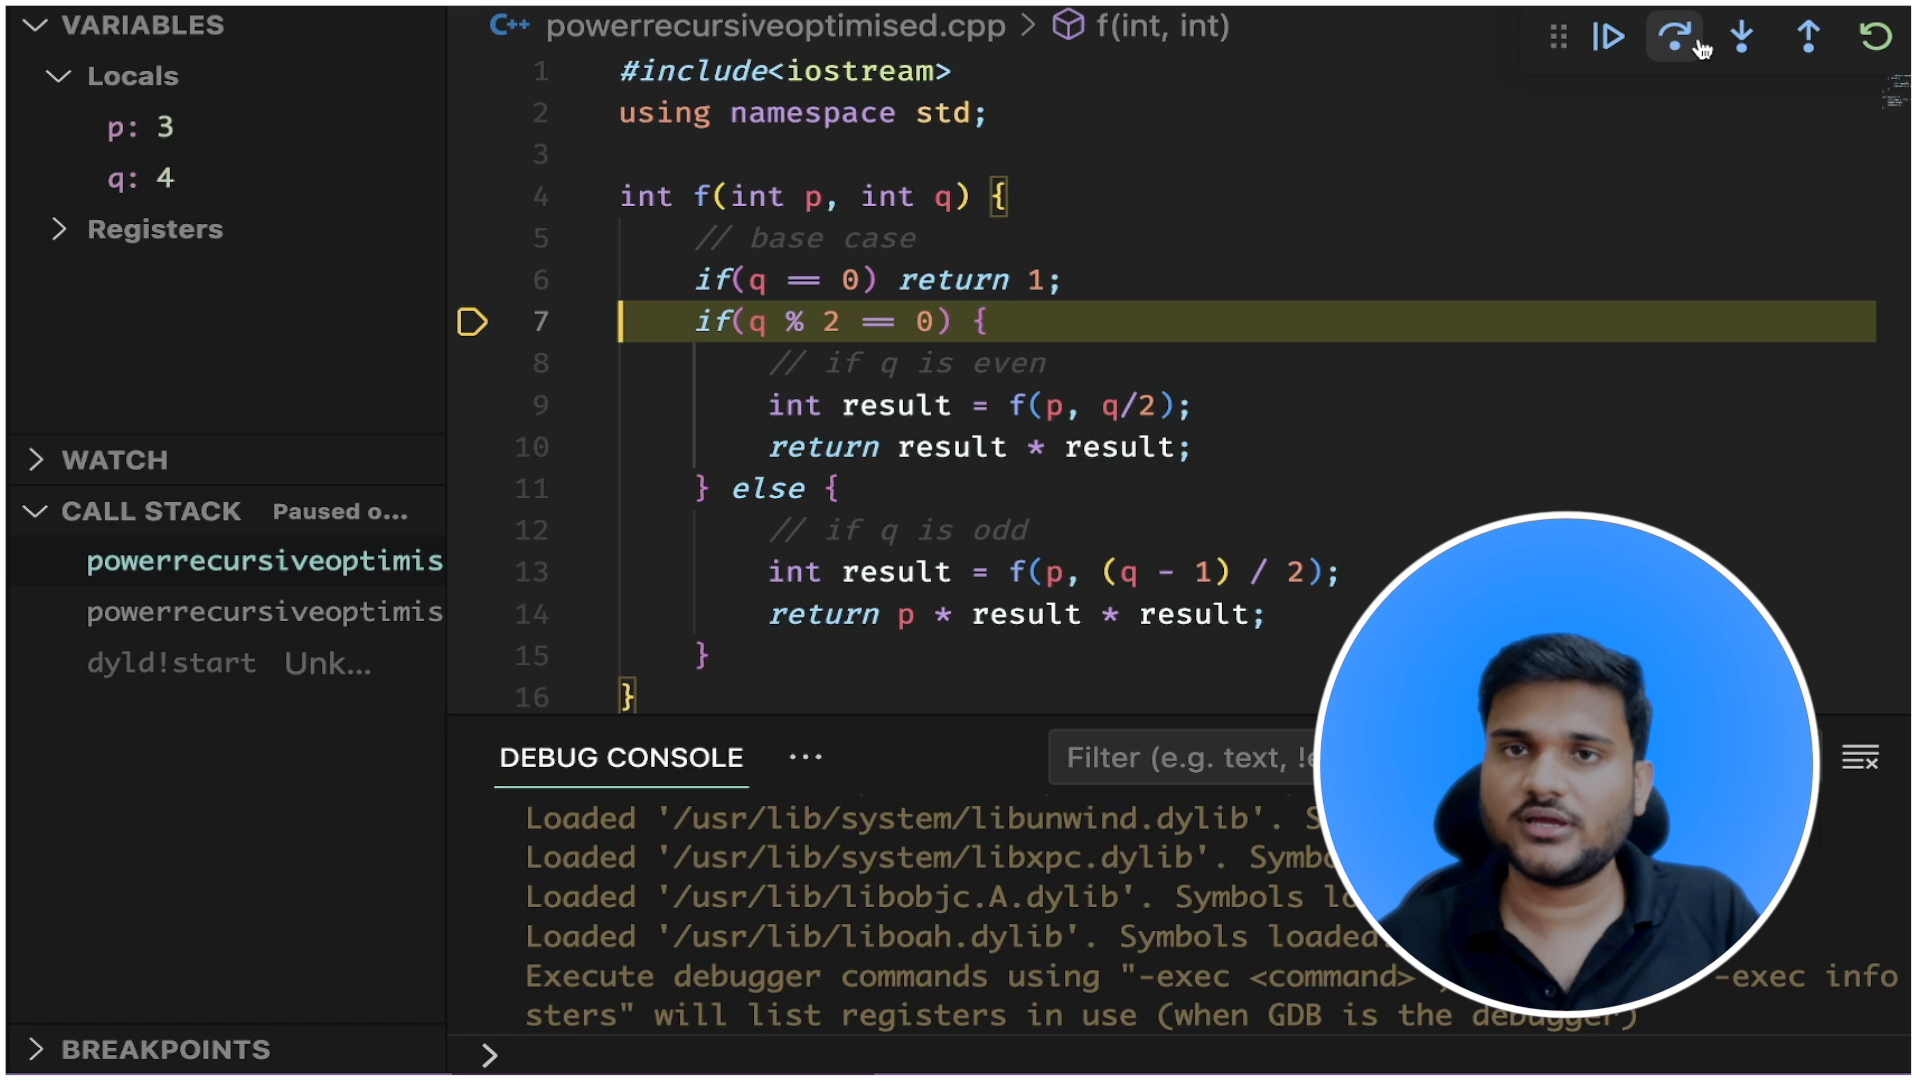 VARIABLES
Locals
p: 3
q: 4
Registers
WATCH
CALL STACK Paused o...
powerrecursiveoptimis
powerrecursiveoptimis
dyld!start Unk...
BREAKPOINTS
C++ powerrecursiveoptimised.cpp > f(int, int)
1 #include<iostream>
2 using namespace std;
3
4 int f(int p, int q) {
5 // base case
6 if(q == 0) return 1;
7 if(q % 2 == 0) {
8 // if q is even
9 int result = f(p, q/2);
10 return result * result;
11 } else {
12 // if q is odd
13 int result = f(p, (q - 1) / 2);
14 return p * result * result;
15 }
16 }
DEBUG CONSOLE ...
Filter (e.g. text, !e
Loaded '/usr/lib/system/libunwind.dylib'. S
Loaded '/usr/lib/system/libxpc.dylib'. Symbo
Loaded '/usr/lib/libobjc.A.dylib'. Symbols lo
Loaded '/usr/lib/liboah.dylib'. Symbols loaded
Execute debugger commands using "-exec <command> -exec info
sters" will list registers in use (when GDB is the debugger)
>